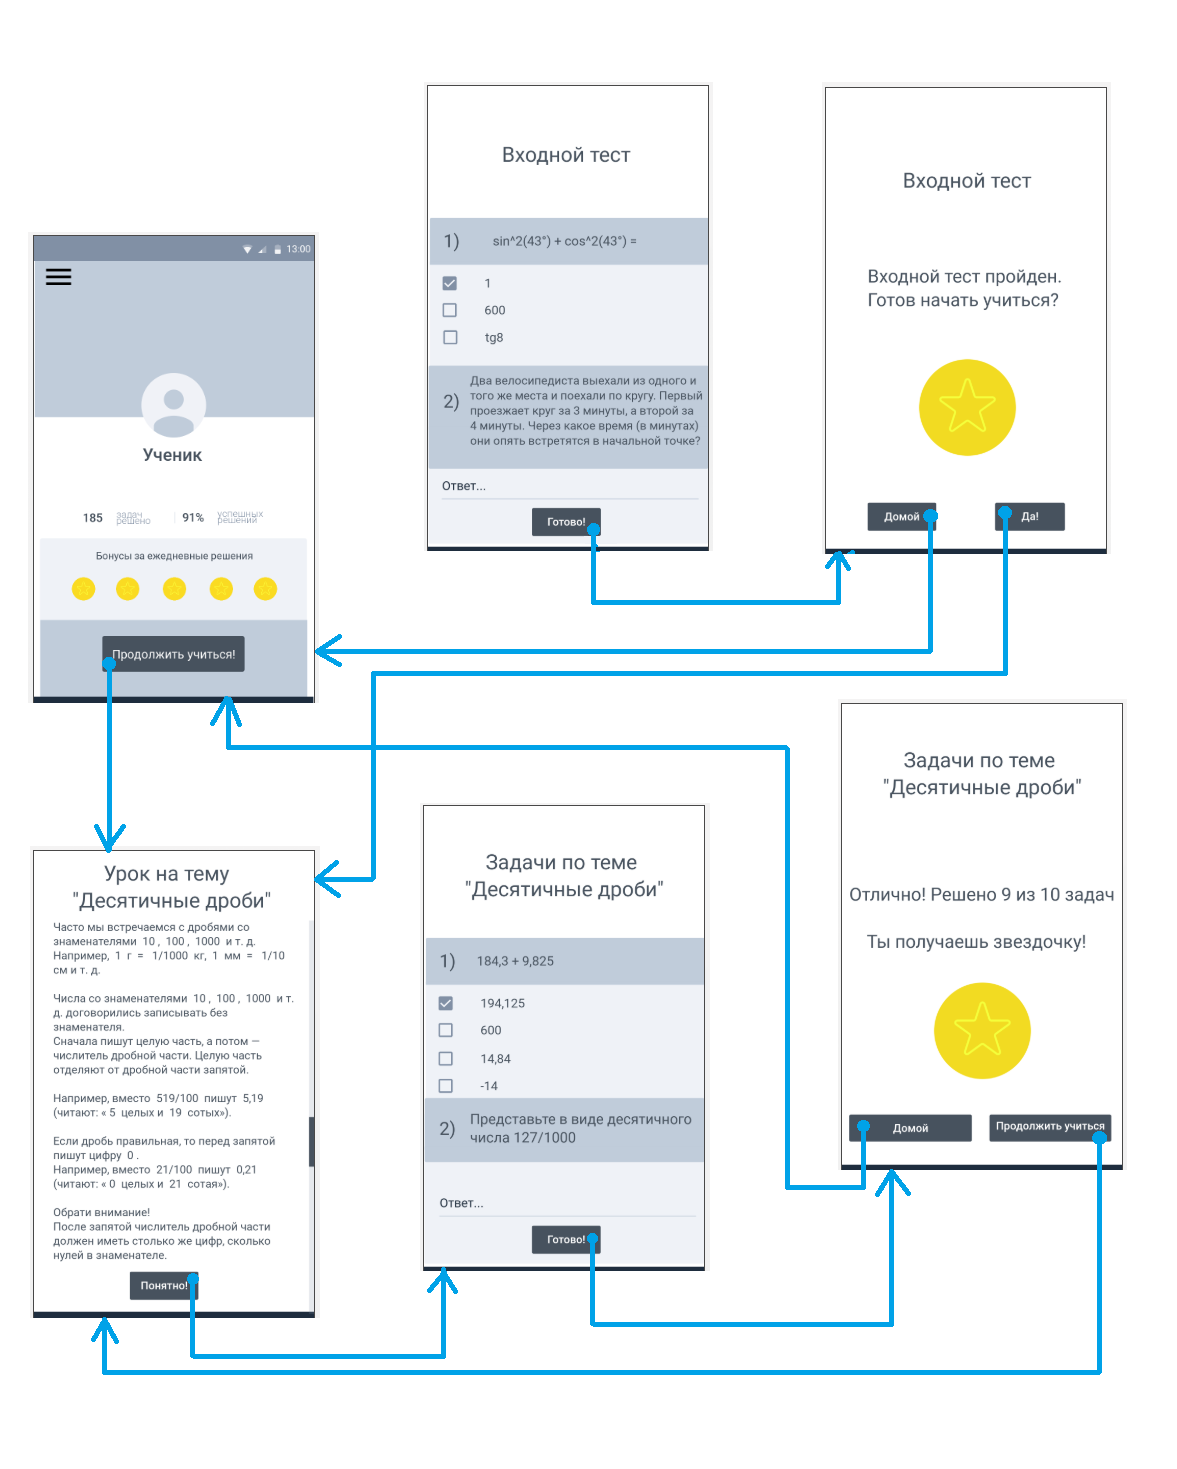 Входной тест
1) sin^2(43°) + cos^2(43°) =
1
600
tg8
2) Два велосипедиста выехали из одного и
того же места и поехали по кругу. Первый
проезжает круг за 3 минуты, а второй за
4 минуты. Через какое время (в минутах)
они опять встретятся в начальной точке?
Ответ...
Готово!
Входной тест
Входной тест пройден.
Готов начать учиться?
Домой
Да!
13:00
Ученик
185 задач решено
91% успешных решений
Бонусы за ежедневные решения
Продолжить учиться!
Урок на тему
"Десятичные дроби"
Часто мы встречаемся с дробями со
знаменателями 10 , 100 , 1000 и т. д.
Например, 1 г = 1/1000 кг, 1 мм = 1/10
см и т. д.
Числа со знаменателями 10 , 100 , 1000 и т.
д. договорились записывать без
знаменателя.
Сначала пишут целую часть, а потом —
числитель дробной части. Целую часть
отделяют от дробной части запятой.
Например, вместо 519/100 пишут 5,19
(читают: « 5 целых и 19 сотых»).
Если дробь правильная, то перед запятой
пишут цифру 0 .
Например, вместо 21/100 пишут 0,21
(читают: « 0 целых и 21 сотая»).
Обрати внимание!
После запятой числитель дробной части
должен иметь столько же цифр, сколько
нулей в знаменателе.
Понятно!
Задачи по теме
"Десятичные дроби"
1) 184,3 + 9,825
194,125
600
14,84
-14
2) Представьте в виде десятичного
числа 127/1000
Ответ...
Готово!
Задачи по теме
"Десятичные дроби"
Отлично! Решено 9 из 10 задач
Ты получаешь звездочку!
Домой
Продолжить учиться